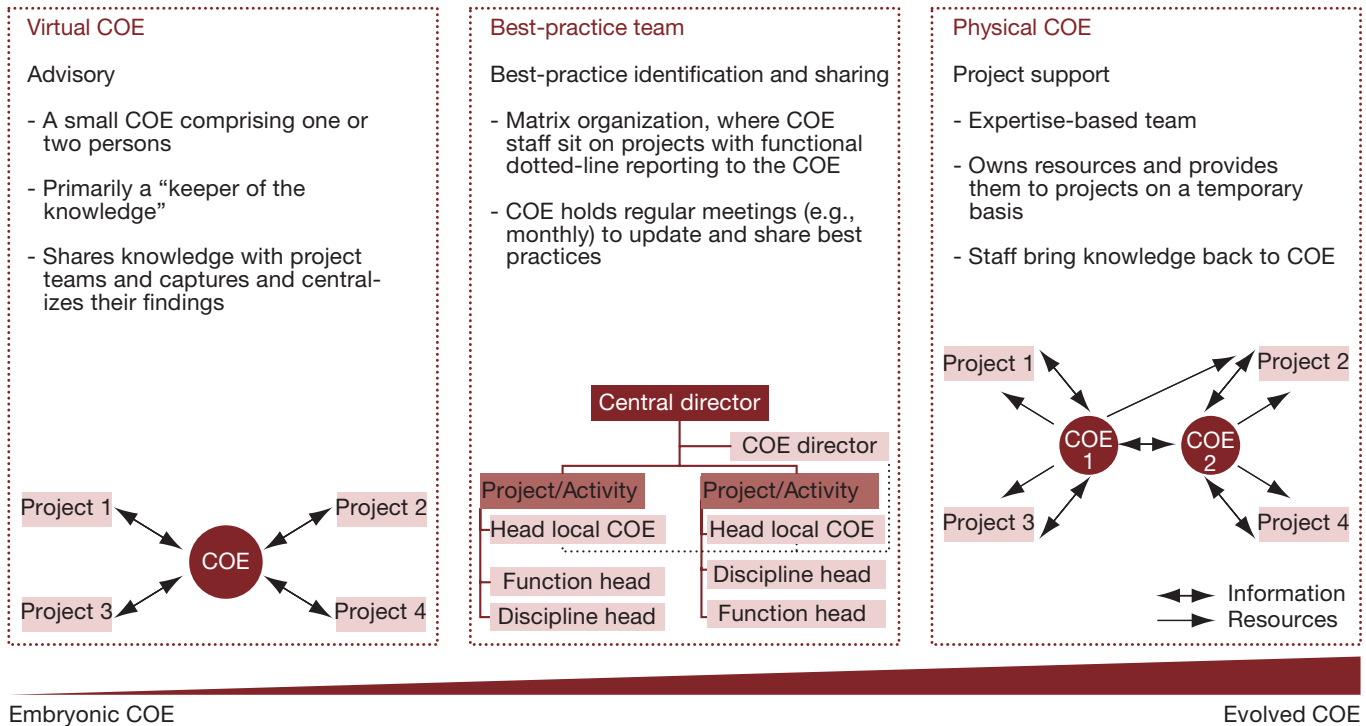 Virtual COE
Advisory
- A small COE comprising one or
two persons
- Primarily a “keeper of the
knowledge”
- Shares knowledge with project
teams and captures and central-
izes their findings
Project 1
Project 2
COE
Project 3
Project 4
Best-practice team
Best-practice identification and sharing
- Matrix organization, where COE
staff sit on projects with functional
dotted-line reporting to the COE
- COE holds regular meetings (e.g.,
monthly) to update and share best
practices
Central director
COE director
Project/Activity
Head local COE
Function head
Discipline head
Project/Activity
Head local COE
Discipline head
Function head
Physical COE
Project support
- Expertise-based team
- Owns resources and provides
them to projects on a temporary
basis
- Staff bring knowledge back to COE
Project 1
Project 2
COE
1
COE
2
Project 3
Project 4
Information
Resources
Embryonic COE
Evolved COE